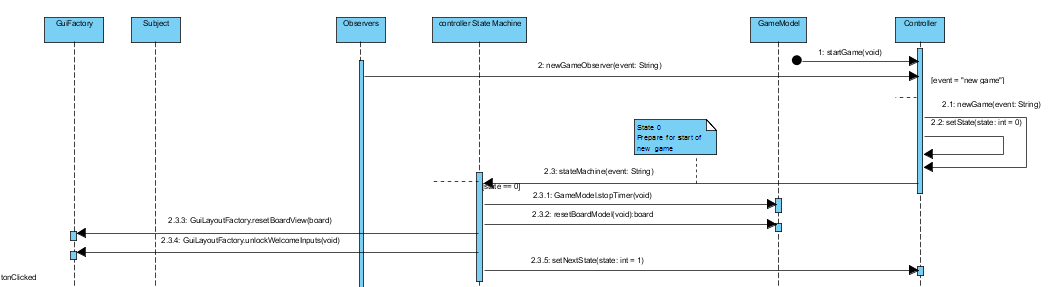 GuiFactory
Subject
Observers
controller State Machine
GameModel
Controller
1: startGame(void)
2: newGameObserver(event: String)
[event = "new game"]
2.1: newGame(event: String)
2.2: setState(state: int = 0)
State 0
Prepare for start of
new game
2.3: stateMachine(event: String)
state == 0]
2.3.1: GameModel.stopTimer(void)
2.3.2: resetBoardModel(void):board
2.3.3: GuiLayoutFactory.resetBoardView(board)
2.3.4: GuiLayoutFactory.unlockWelcomeInputs(void)
2.3.5: setNextState(state: int = 1)
tonClicked